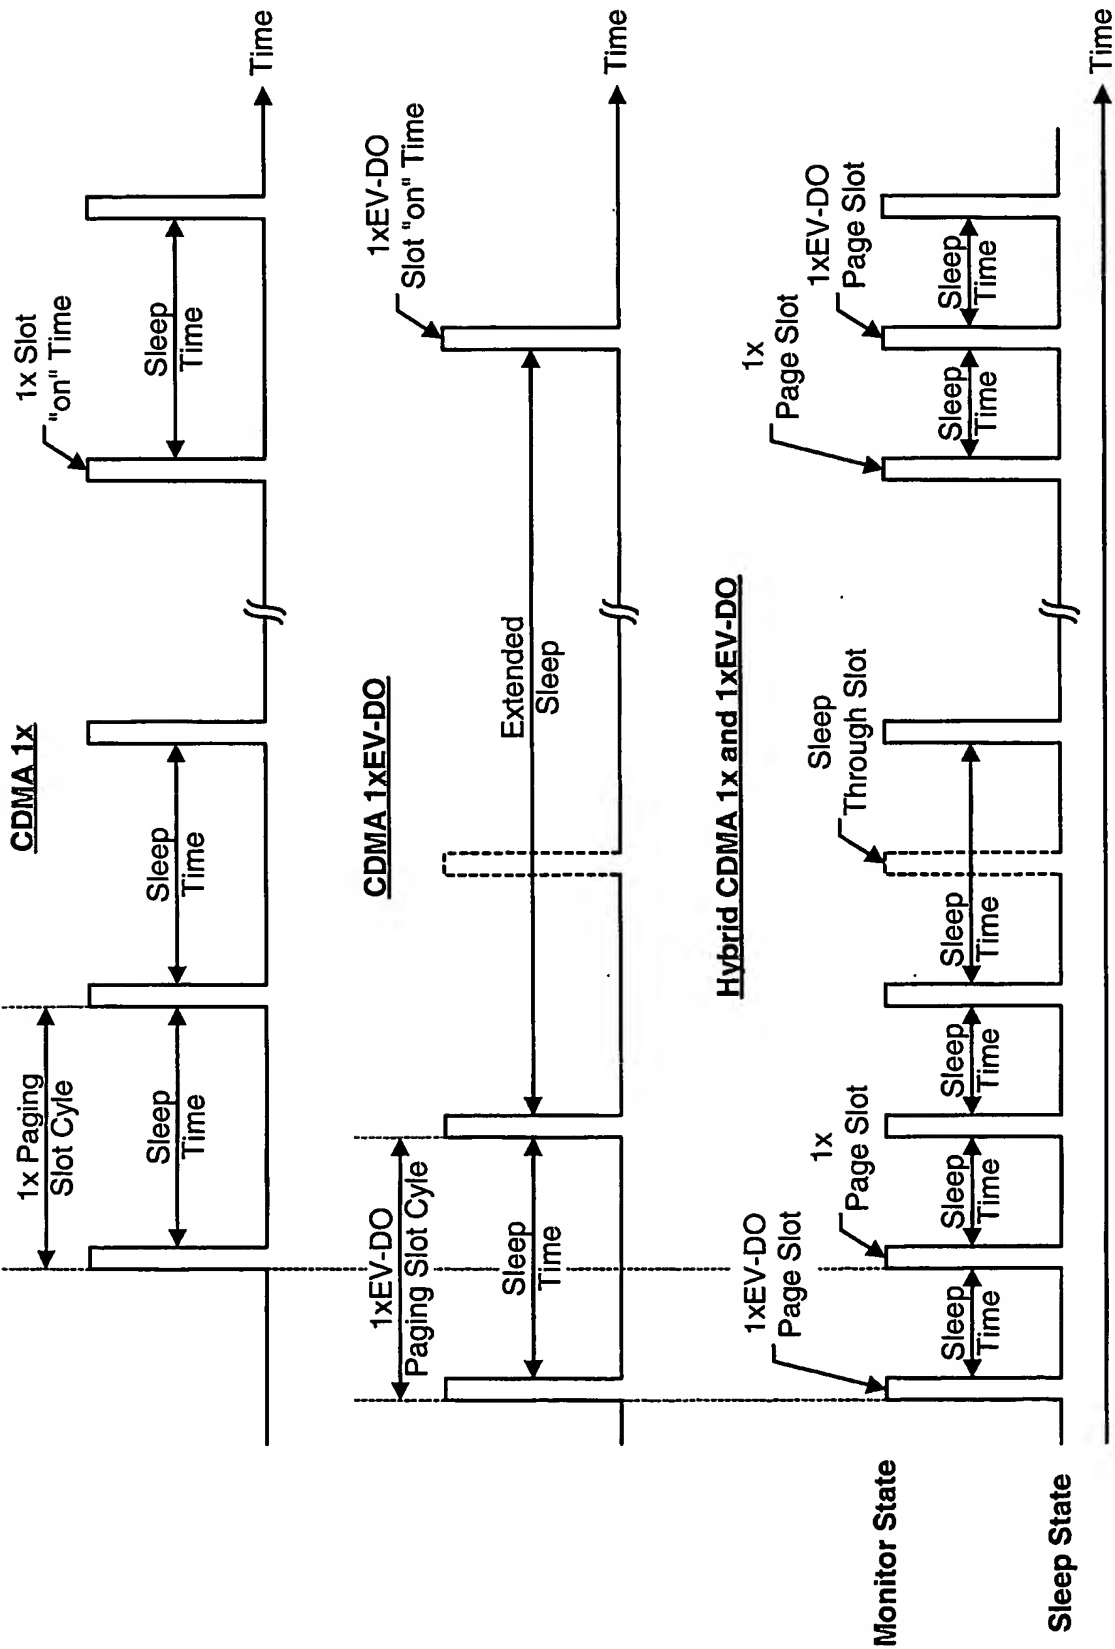 CDMA 1x
1x Paging
Slot Cyle
1x Slot
"on" Time
Sleep
Time
Sleep
Time
Sleep
Time
Time
CDMA 1xEV-DO
1xEV-DO
Paging Slot Cyle
1xEV-DO
Slot "on" Time
Sleep
Time
Extended
Sleep
Time
Hybrid CDMA 1x and 1xEV-DO
1xEV-DO
Page Slot
1x
Page Slot
Sleep
Through Slot
1x
Page Slot
1xEV-DO
Page Slot
Monitor State
Sleep
Time
Sleep
Time
Sleep
Time
Sleep
Time
Sleep
Time
Sleep
Time
Sleep State
Time